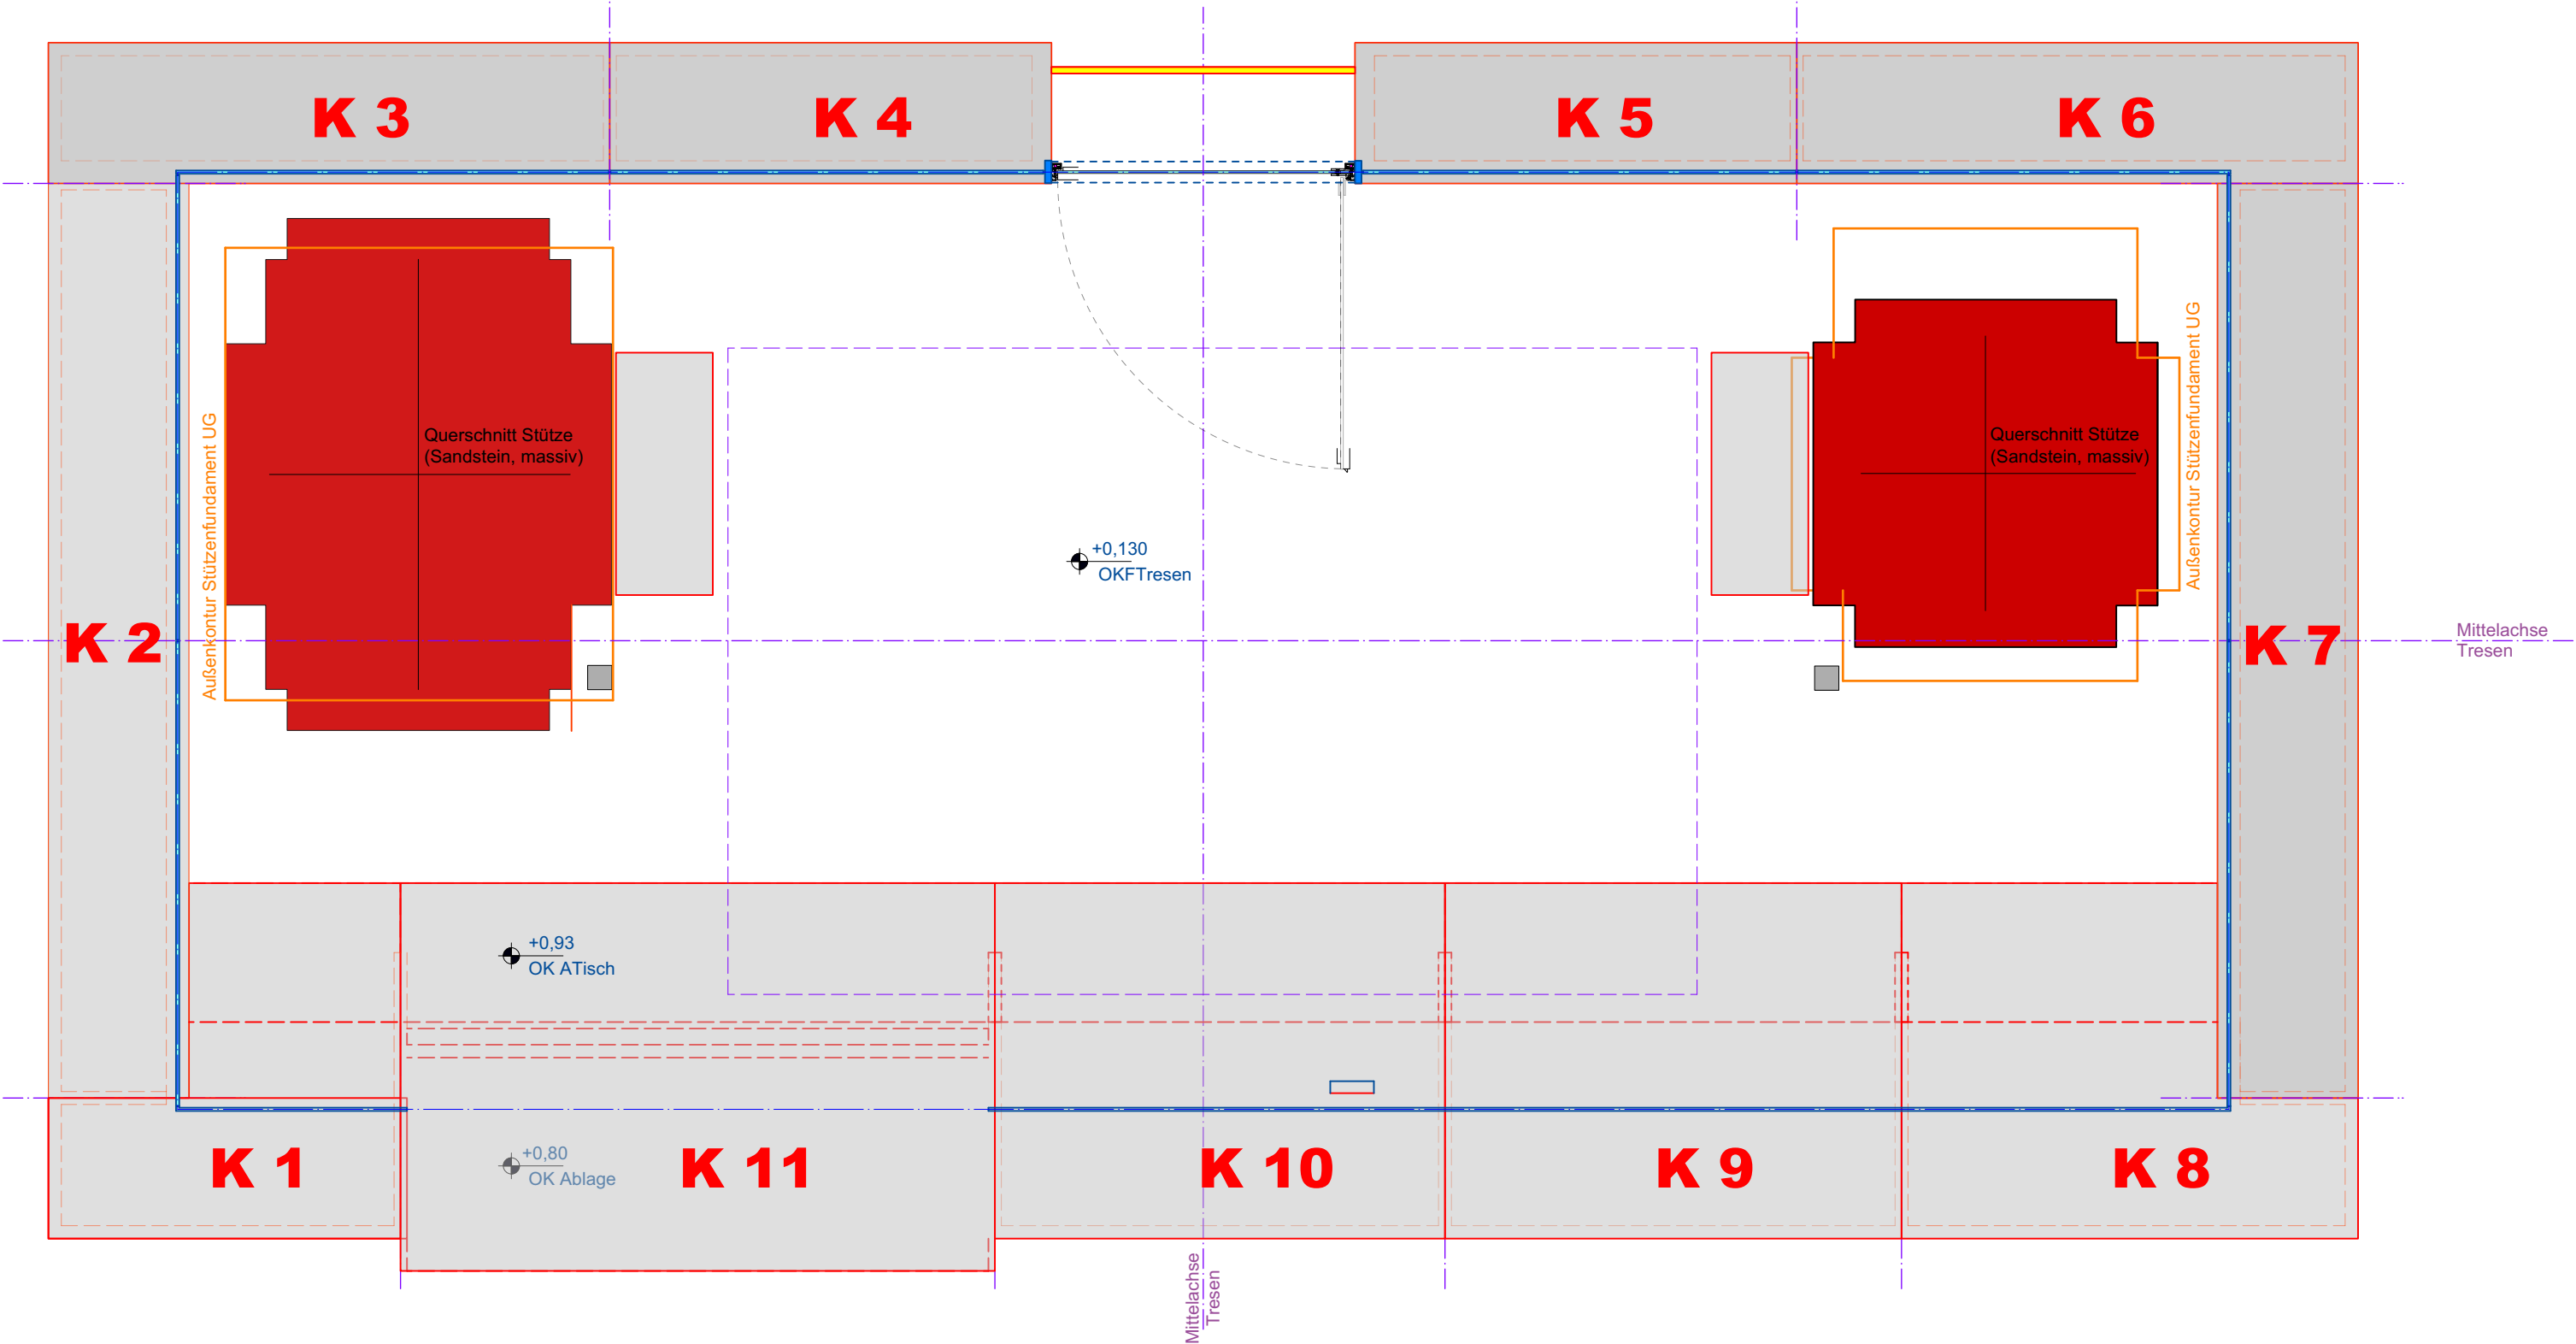 K 3
K 4
K 5
K 6
Querschnitt Stütze
(Sandstein, massiv)
Außenkontur Stützenfundament UG
Querschnitt Stütze
(Sandstein, massiv)
Außenkontur Stützenfundament UG
+0,130
OKFTresen
K 2
K 7
Mittelachse
Tresen
+0,93
OK ATisch
K 1
+0,80
OK Ablage
K 11
K 10
K 9
K 8
Mittelachse
Tresen